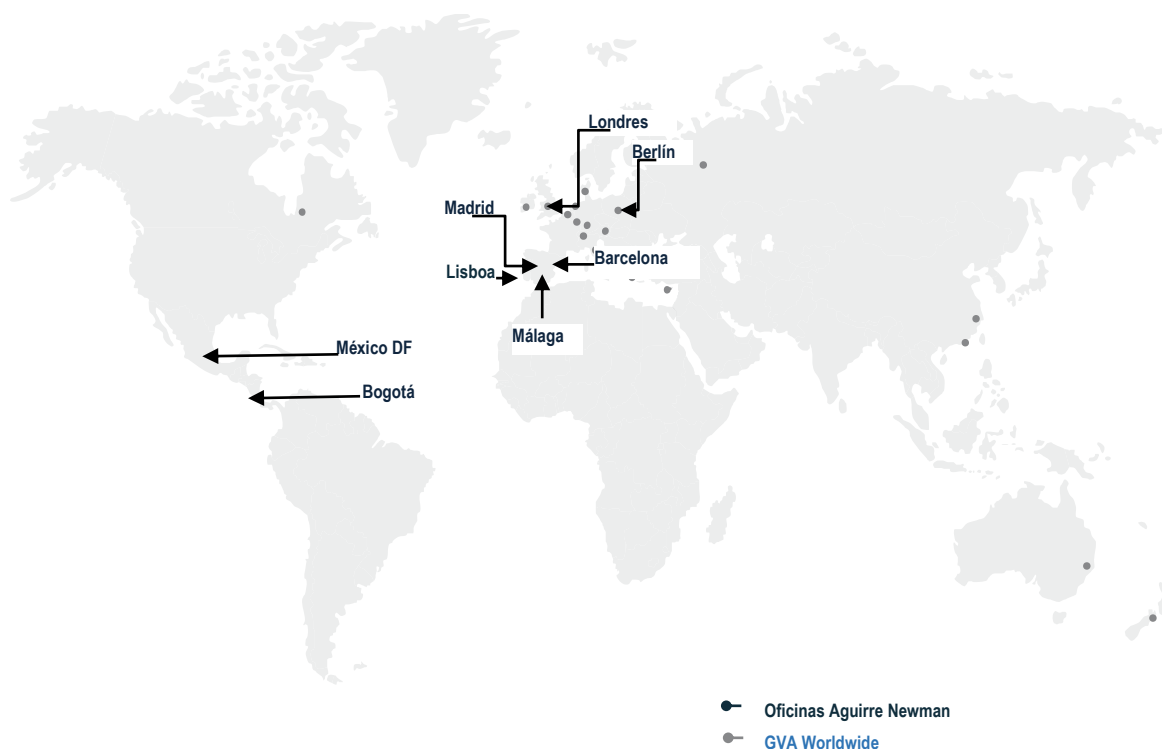 Londres
Berlín
Madrid
Barcelona
Lisboa
Málaga
México DF
Bogotá
Oficinas Aguirre Newman
GVA Worldwide